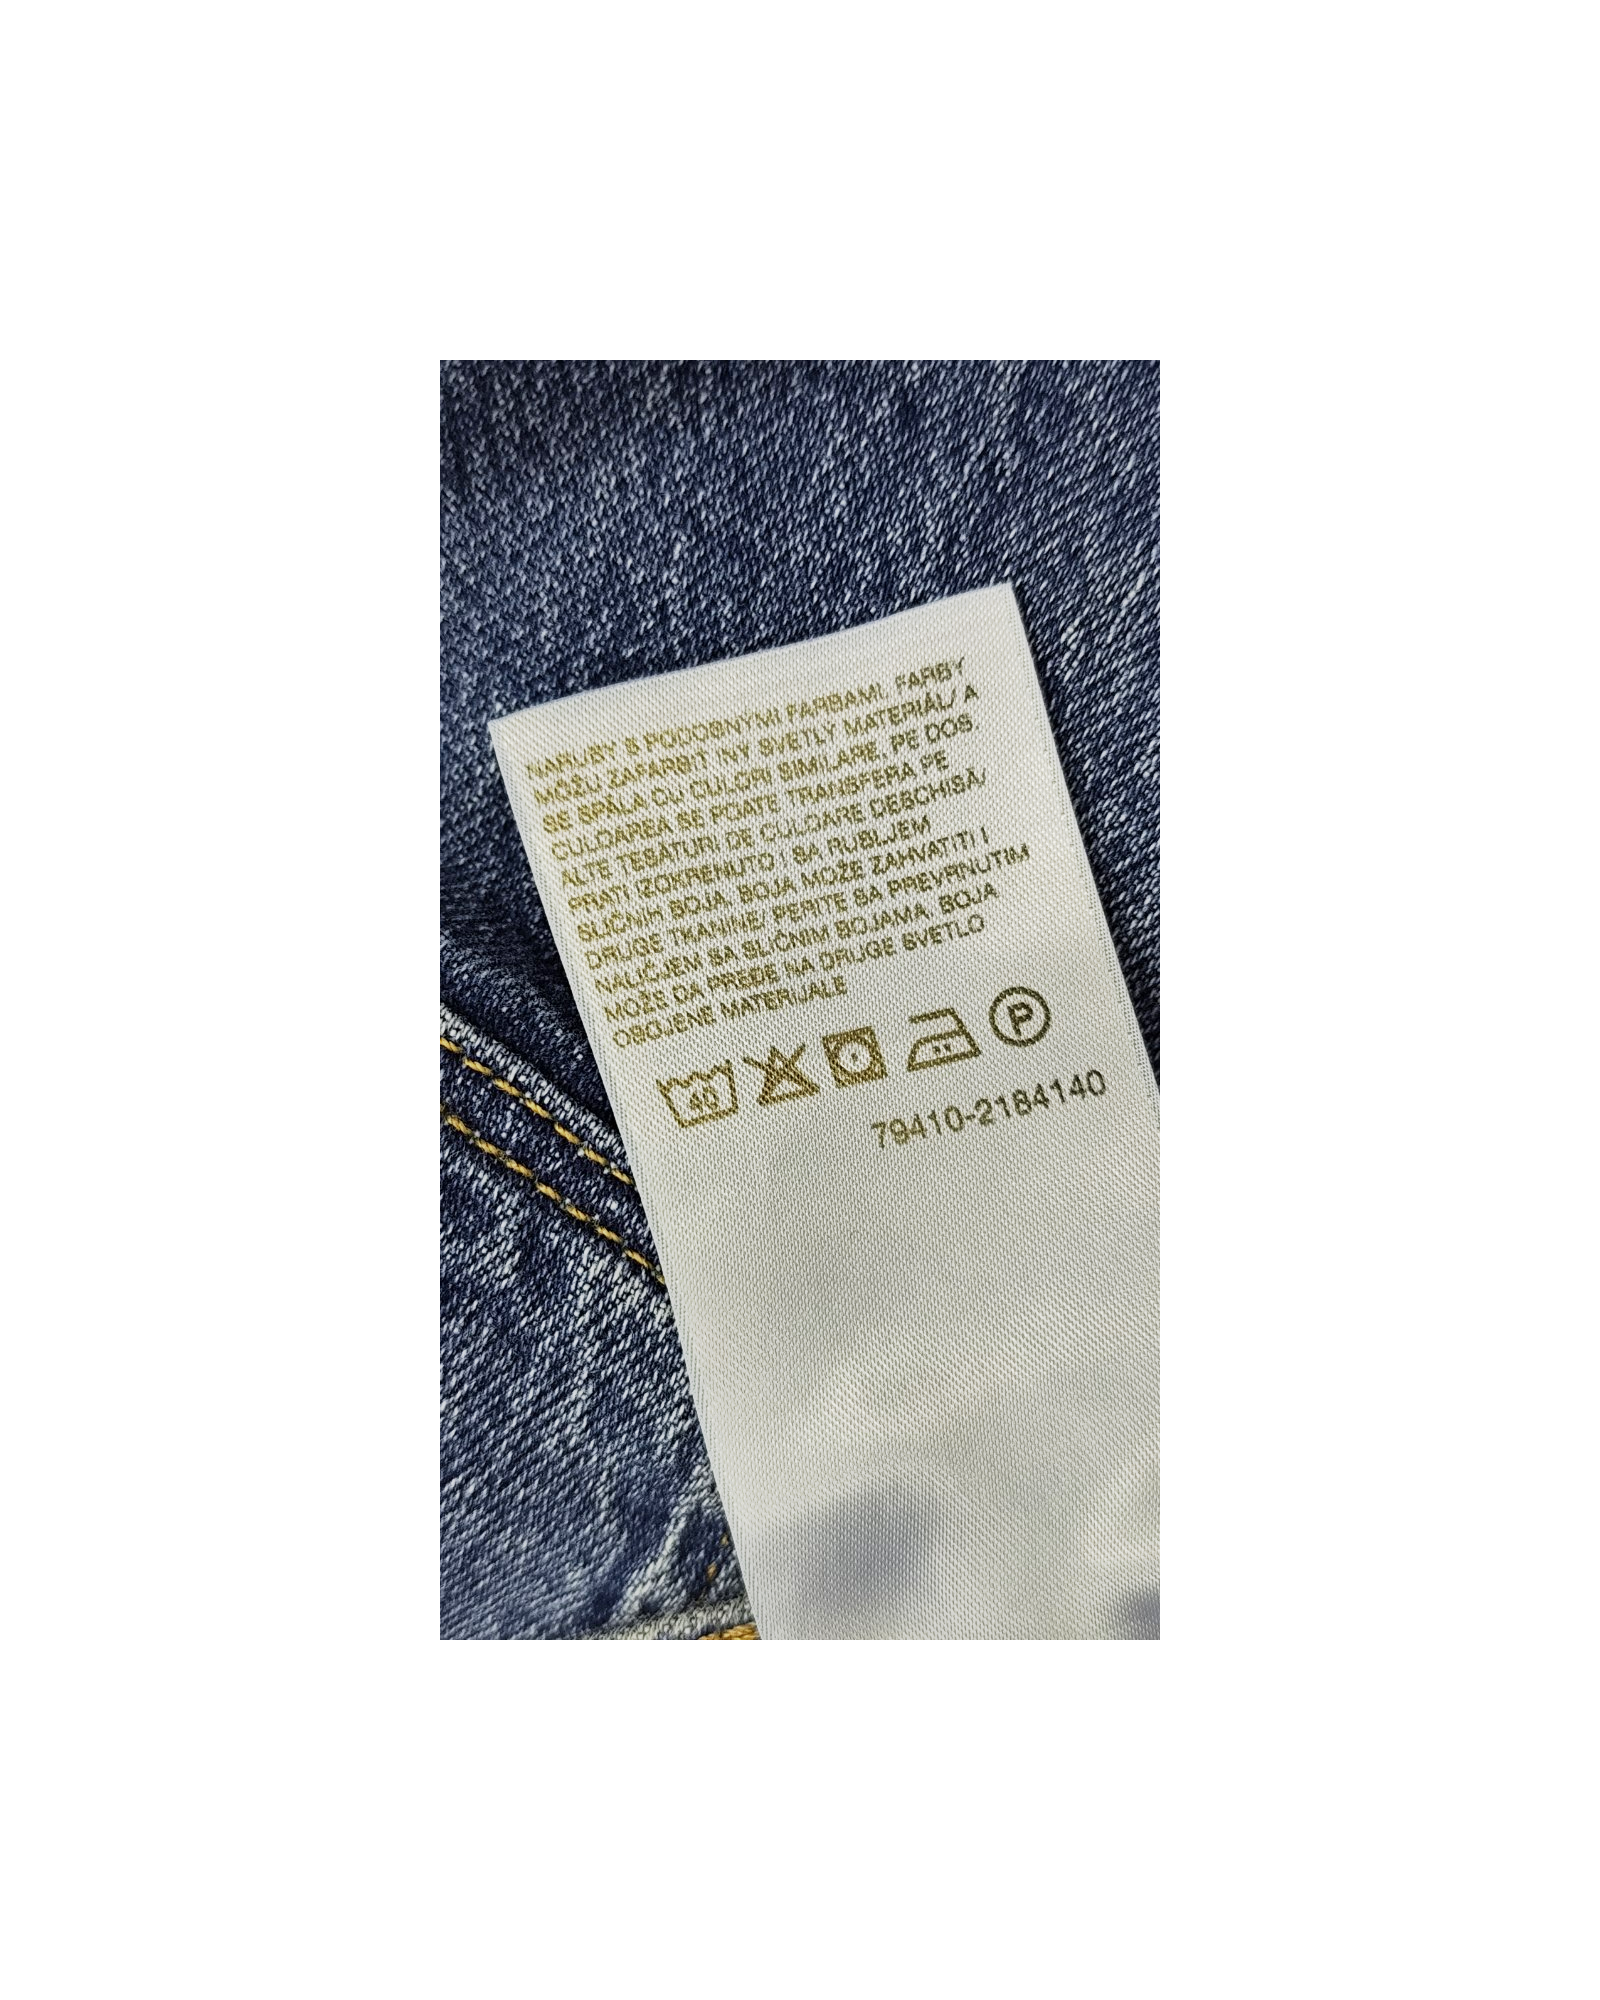 NARUBY S PODOBNÝMI FARBAMI. FARBY
MÔŽU ZAFARBIŤ INÝ SVETLÝ MATERIÁL/ A
SE SPĂLA CU CULORI SIMILARE, PE DOS.
CULOAREA SE POATE TRANSFERA PE
ALTE ȚESĂTURI DE CULOARE DESCHISĂ/
PRATI IZOKRENUTO I SA RUBLJEM
SLIČNIH BOJA. BOJA MOŽE ZAHVATITI I
DRUGE TKANINE/ PERITE SA PREVRNUTIM
NALIČJEM SA SLIČNIM BOJAMA. BOJA
MOŽE DA PREĐE NA DRUGE SVETLO
OBOJENE MATERIJALE
40 P
79410-2184140